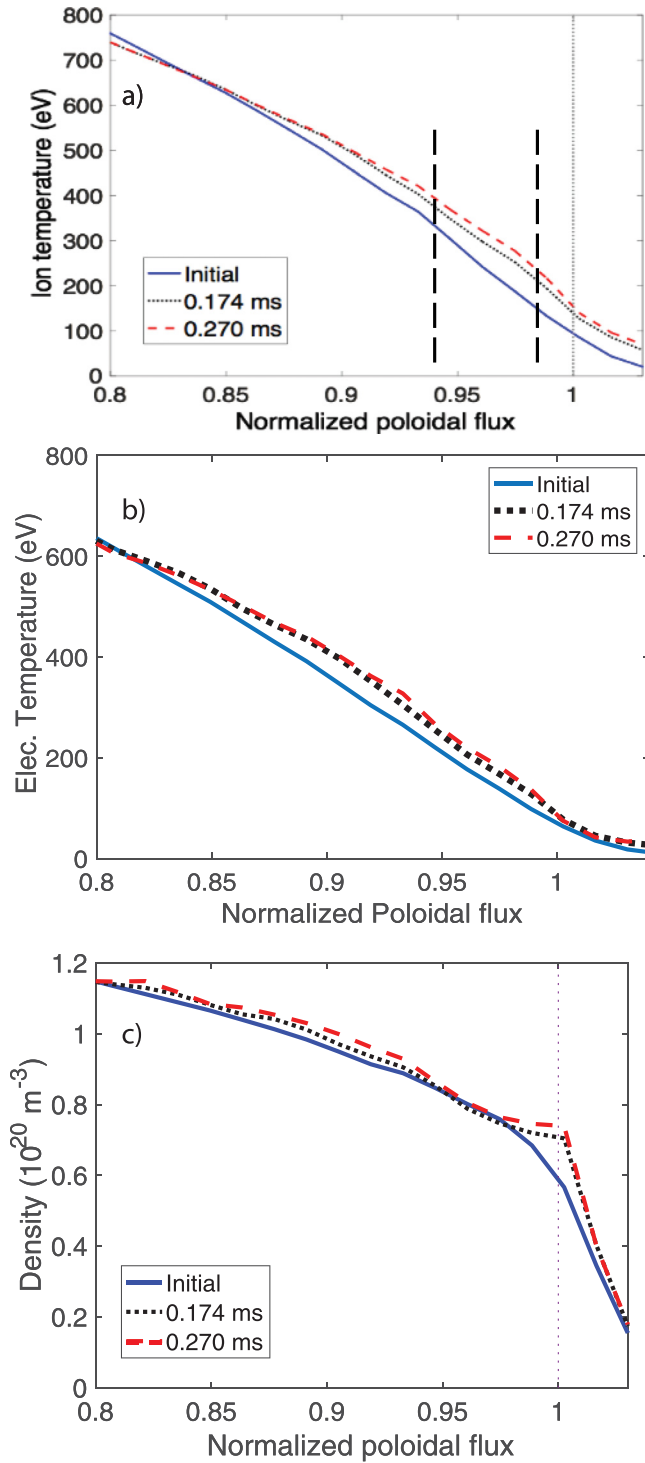 800
700
600
500
400
300
200
100
0
Ion temperature (eV)
a)
Initial
0.174 ms
0.270 ms
0.8 0.85 0.9 0.95 1
Normalized poloidal flux
800
600
400
200
0
Elec. Temperature (eV)
b)
Initial
0.174 ms
0.270 ms
0.8 0.85 0.9 0.95 1
Normalized Poloidal flux
1.2
1
0.8
0.6
0.4
0.2
0
Density (10²⁰ m⁻³)
c)
Initial
0.174 ms
0.270 ms
0.8 0.85 0.9 0.95 1
Normalized poloidal flux